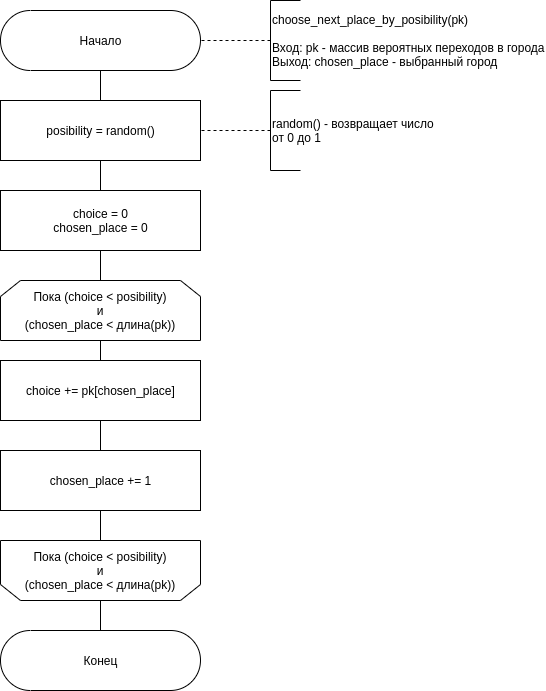 Начало
choose_next_place_by_posibility(pk)
Вход: pk - массив вероятных переходов в города
Выход: chosen_place - выбранный город
posibility = random()
random() - возвращает число
от 0 до 1
choice = 0
chosen_place = 0
Пока (choice < posibility)
и
(chosen_place < длина(pk))
choice += pk[chosen_place]
chosen_place += 1
Пока (choice < posibility)
и
(chosen_place < длина(pk))
Конец